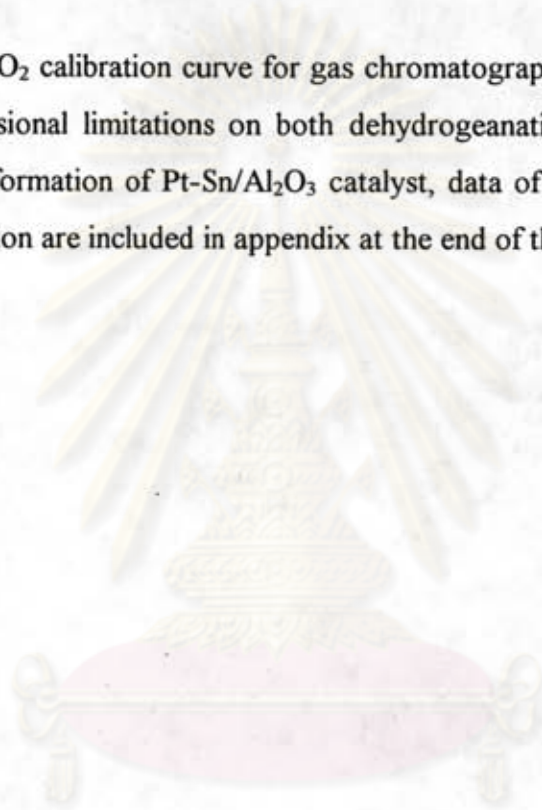 O₂ calibration curve for gas chromatograp
sional limitations on both dehydrogeanati
formation of Pt-Sn/Al₂O₃ catalyst, data of
on are included in appendix at the end of t